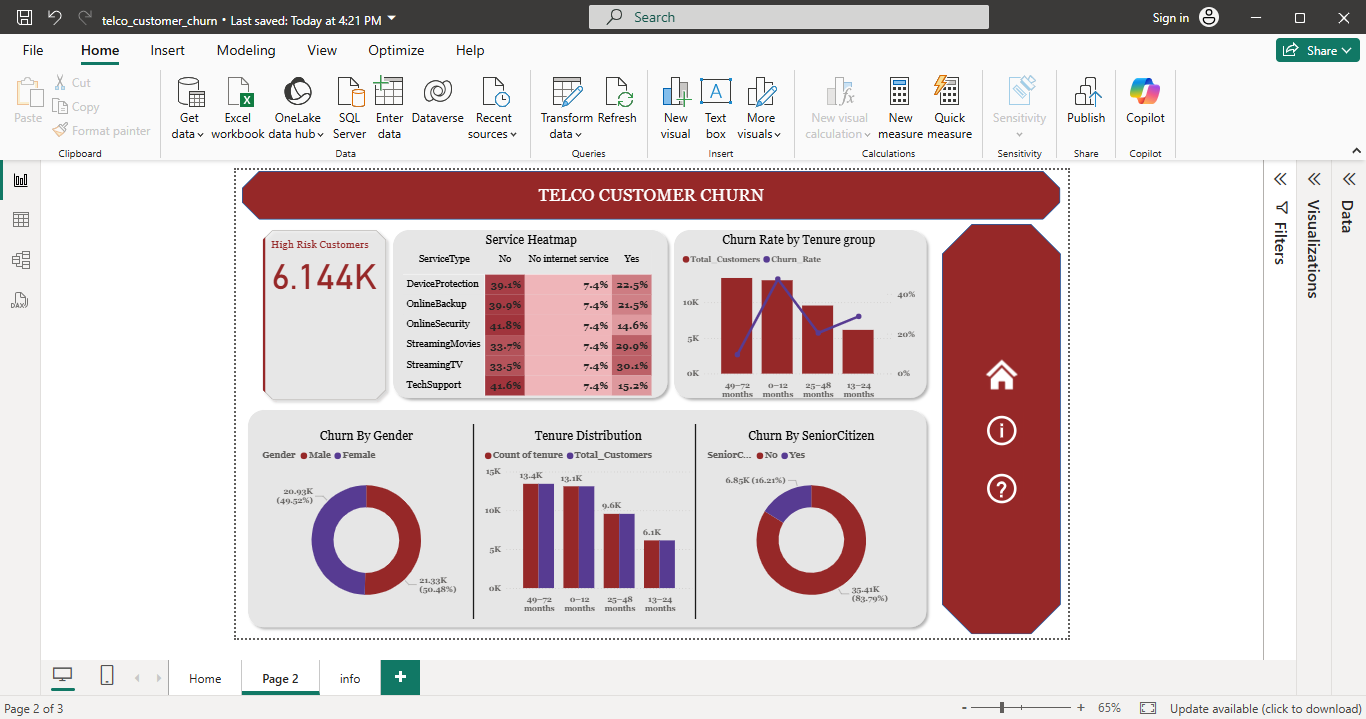 telco_customer_churn • Last saved: Today at 4:21 PM
Search
Sign in
File
Home
Insert
Modeling
View
Optimize
Help
Share
Paste
Cut
Copy
Format painter
Clipboard
Get data
Excel workbook
OneLake data hub
SQL Server
Enter data
Dataverse
Recent sources
Data
Transform data
Refresh
Queries
New visual
Text box
More visuals
Insert
New visual calculation
New measure
Quick measure
Calculations
Sensitivity
Sensitivity
Publish
Share
Copilot
Copilot
DAX
TELCO CUSTOMER CHURN
High Risk Customers
6.144K
Service Heatmap
ServiceType No No internet service Yes
DeviceProtection 39.1% 7.4% 22.5%
OnlineBackup 39.9% 7.4% 21.5%
OnlineSecurity 41.8% 7.4% 14.6%
StreamingMovies 33.7% 7.4% 29.9%
StreamingTV 33.5% 7.4% 30.1%
TechSupport 41.6% 7.4% 15.2%
Churn Rate by Tenure group
Total_Customers Churn_Rate
10K
5K
0K
40%
20%
0%
49–72 months
0–12 months
25–48 months
13–24 months
Churn By Gender
Gender Male Female
20.93K
(49.52%)
21.33K
(50.48%)
Tenure Distribution
Count of tenure Total_Customers
15K
10K
5K
0K
13.4K
13.1K
9.6K
6.1K
49–72 months
0–12 months
25–48 months
13–24 months
Churn By SeniorCitizen
SeniorC... No Yes
6.85K (16.21%)
35.41K
(83.79%)
Filters
Visualizations
Data
Home
Page 2
info
Page 2 of 3
65%
Update available (click to download)